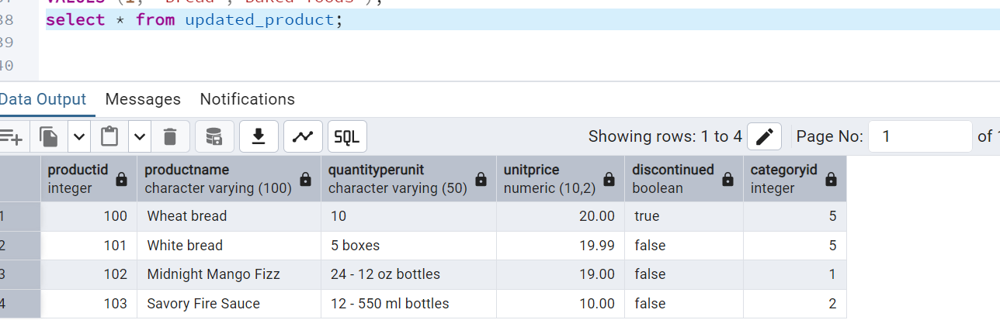 VALUES (1, 'Bread','Baked foods');
38 select * from updated_product;
39
40
Data Output Messages Notifications
SQL Showing rows: 1 to 4 Page No: 1 of 1
productid productname quantityperunit unitprice discontinued categoryid
integer character varying (100) character varying (50) numeric (10,2) boolean integer
1 100 Wheat bread 10 20.00 true 5
2 101 White bread 5 boxes 19.99 false 5
3 102 Midnight Mango Fizz 24 - 12 oz bottles 19.00 false 1
4 103 Savory Fire Sauce 12 - 550 ml bottles 10.00 false 2